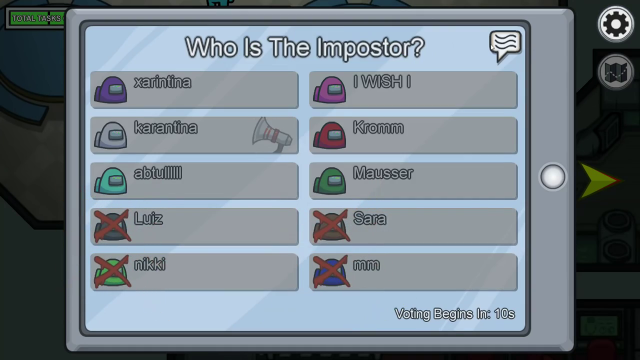 TOTAL TASKS
Who Is The Impostor?
xarintina
I WISH I
karantina
Kromm
abtullllll
Mausser
Luiz
Sara
nikki
mm
Voting Begins In: 10s